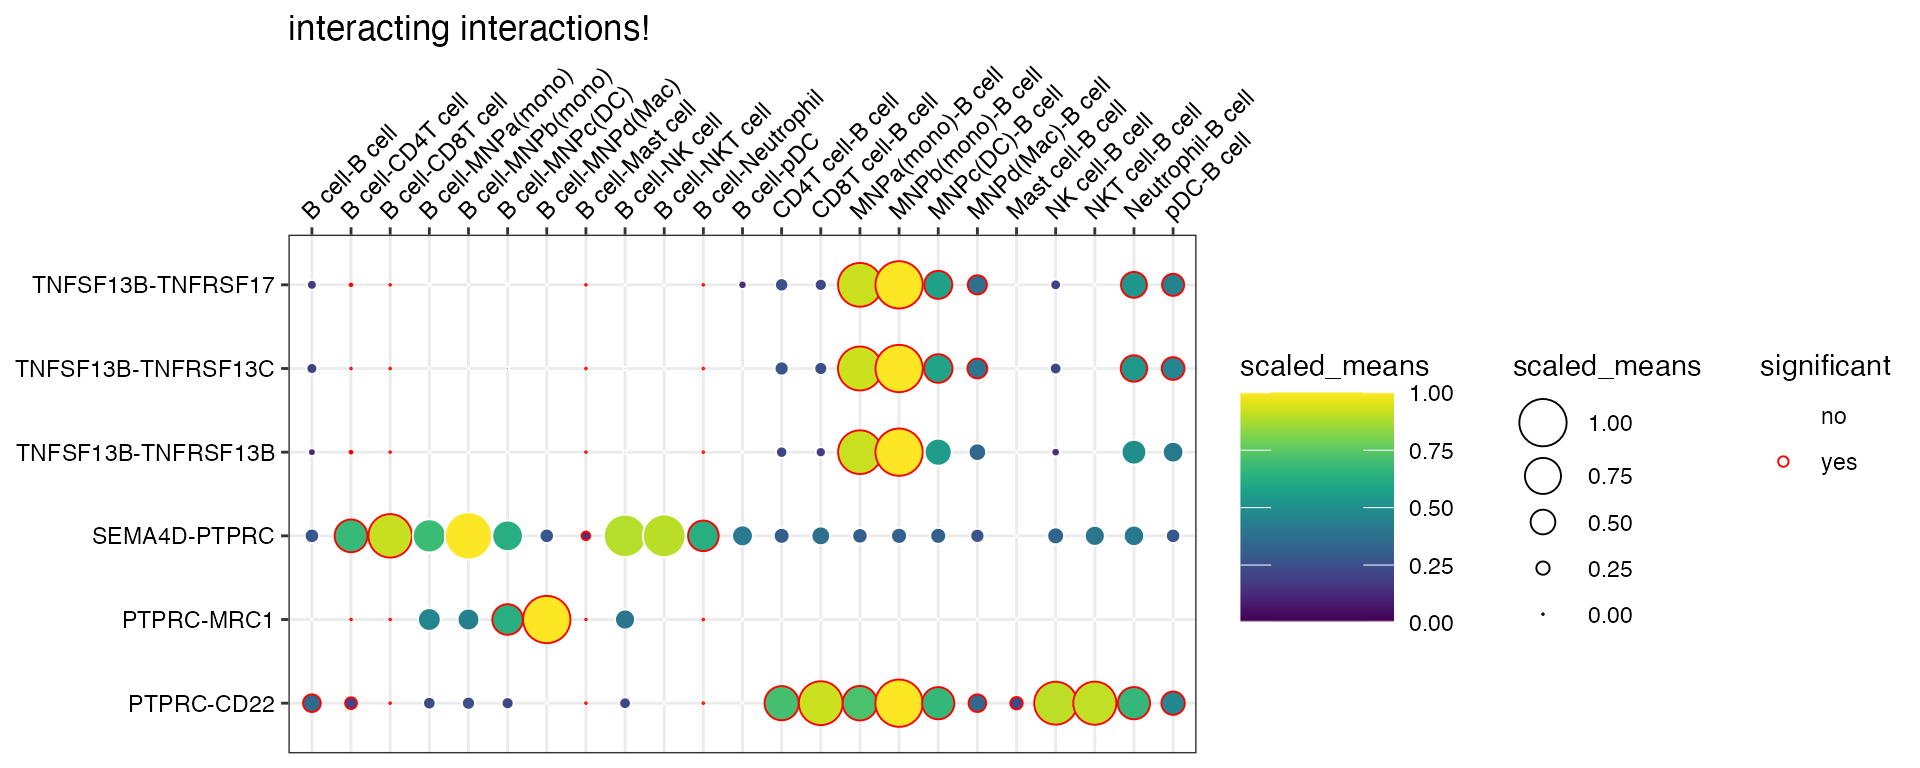 interacting interactions!
B cell-B cell
B cell-CD4T cell
B cell-CD8T cell
B cell-MNPa(mono)
B cell-MNPb(mono)
B cell-MNPc(DC)
B cell-MNPd(Mac)
B cell-Mast cell
B cell-NK cell
B cell-NKT cell
B cell-Neutrophil
B cell-pDC
CD4T cell-B cell
CD8T cell-B cell
MNPa(mono)-B cell
MNPb(mono)-B cell
MNPc(DC)-B cell
MNPd(Mac)-B cell
Mast cell-B cell
NK cell-B cell
NKT cell-B cell
Neutrophil-B cell
pDC-B cell
TNFSF13B-TNFRSF17
TNFSF13B-TNFRSF13C
TNFSF13B-TNFRSF13B
SEMA4D-PTPRC
PTPRC-MRC1
PTPRC-CD22
scaled_means
1.00
0.75
0.50
0.25
0.00
scaled_means
1.00
0.75
0.50
0.25
0.00
significant
no
yes